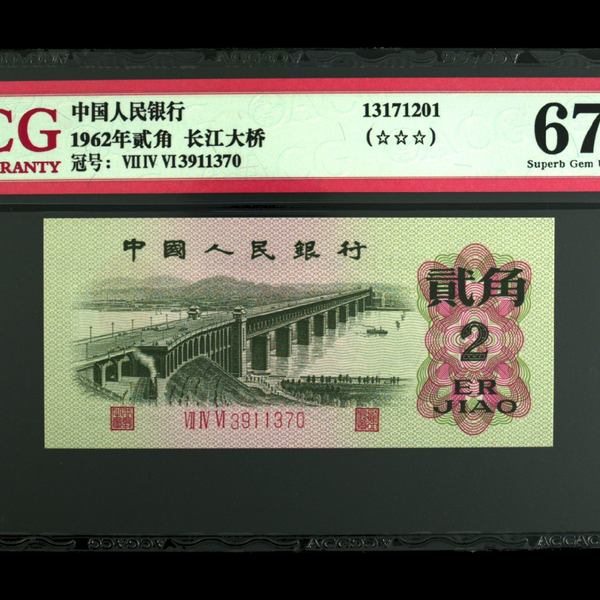 CG
RRANTY
中国人民银行
1962年贰角 长江大桥
冠号: VII IV VI 3911370
13171201
(☆☆☆)
67
Superb Gem U
中國人民銀行
貳角
2
ER
JIAO
VII IV VI 3911370